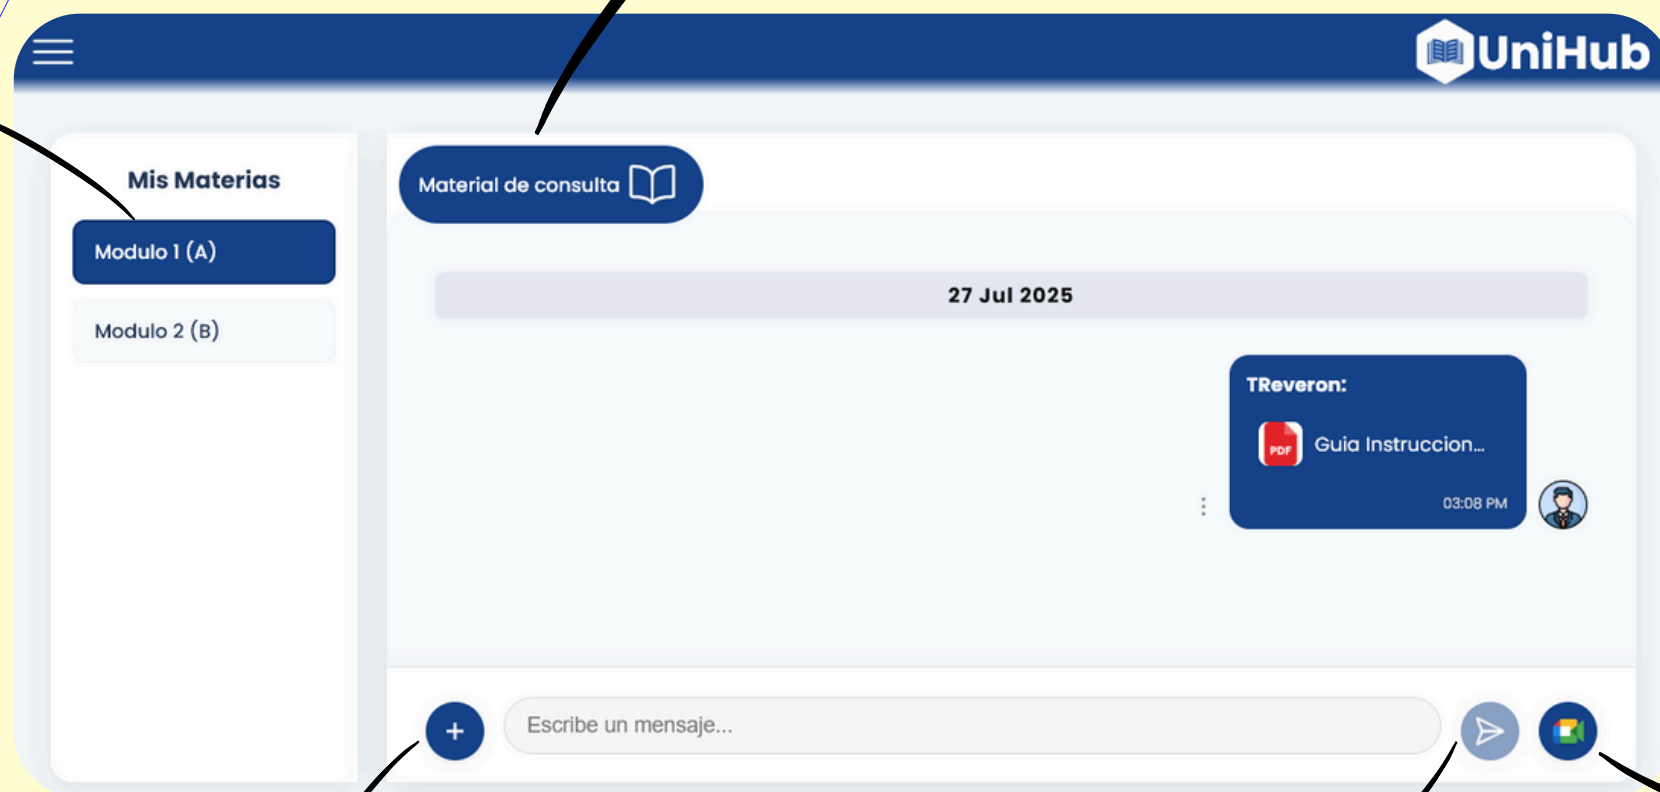 UniHub
Mis Materias
Modulo 1 (A)
Modulo 2 (B)
Material de consulta
27 Jul 2025
TReveron:
PDF
Guia Instruccion...
03:08 PM
+
Escribe un mensaje...